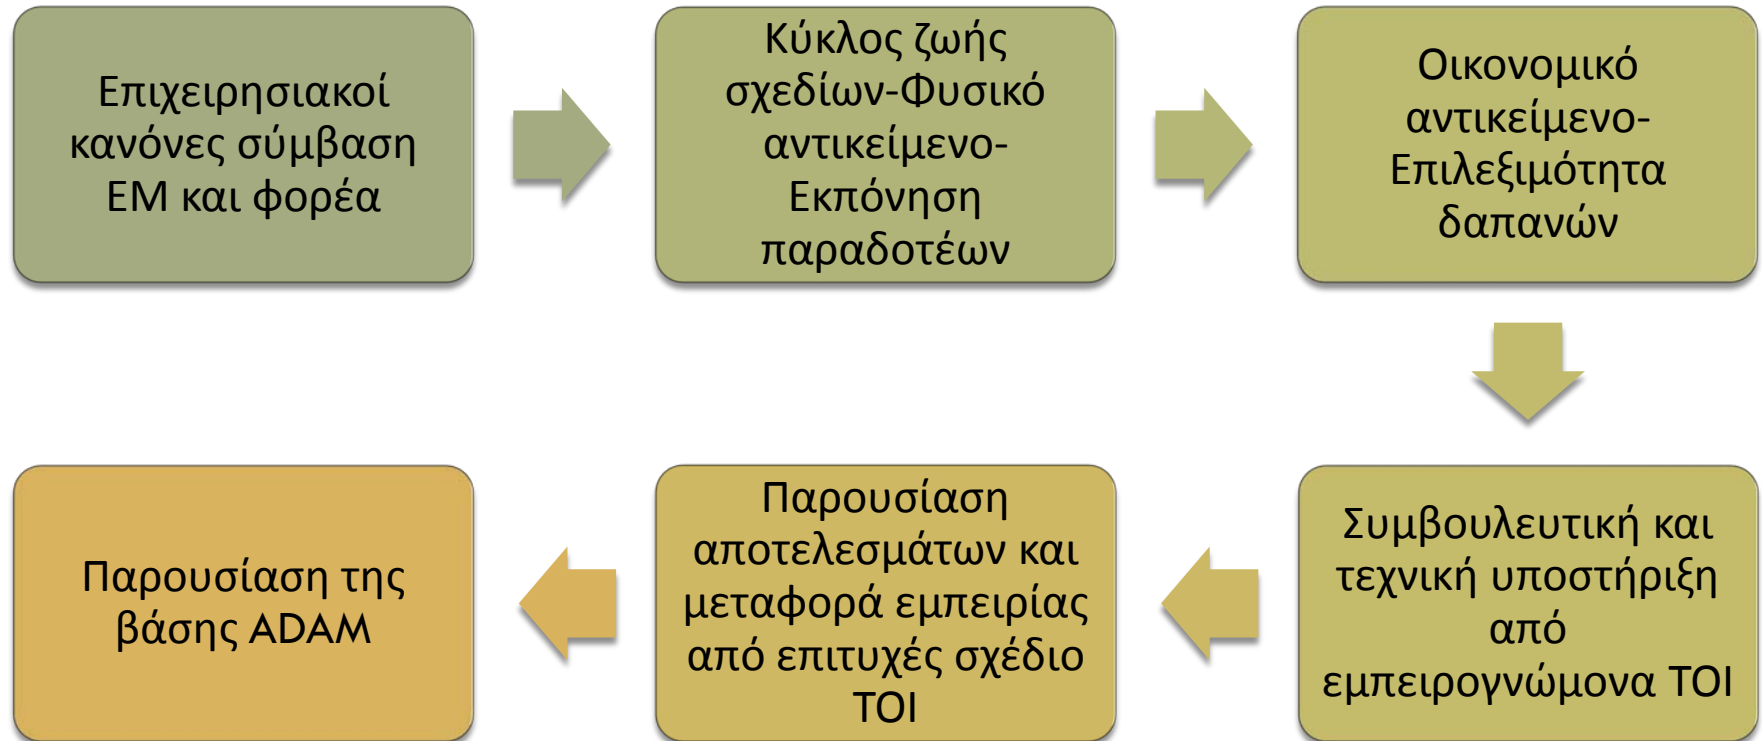 Επιχειρησιακοί
κανόνες σύμβαση
ΕΜ και φορέα
Κύκλος ζωής
σχεδίων-Φυσικό
αντικείμενο-
Εκπόνηση
παραδοτέων
Οικονομικό
αντικείμενο-
Επιλεξιμότητα
δαπανών
Συμβουλευτική και
τεχνική υποστήριξη
από
εμπειρογνώμονα ΤΟΙ
Παρουσίαση
αποτελεσμάτων και
μεταφορά εμπειρίας
από επιτυχές σχέδιο
ΤΟΙ
Παρουσίαση της
βάσης ADAM